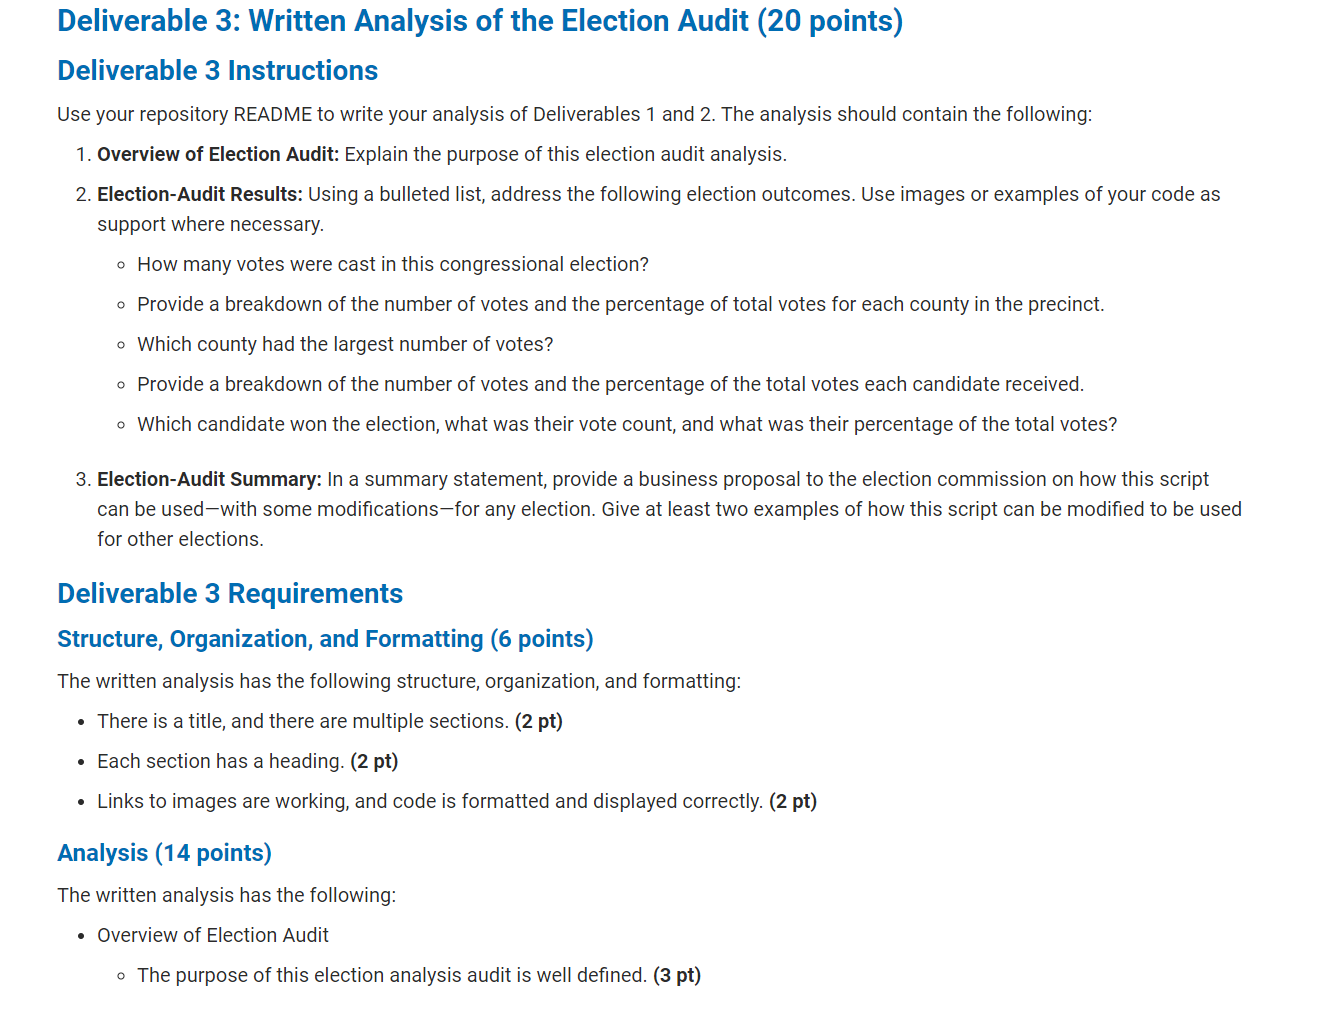 Deliverable 3: Written Analysis of the Election Audit (20 points)
Deliverable 3 Instructions
Use your repository README to write your analysis of Deliverables 1 and 2. The analysis should contain the following:
1. Overview of Election Audit: Explain the purpose of this election audit analysis.
2. Election-Audit Results: Using a bulleted list, address the following election outcomes. Use images or examples of your code as
support where necessary.
◦ How many votes were cast in this congressional election?
◦ Provide a breakdown of the number of votes and the percentage of total votes for each county in the precinct.
◦ Which county had the largest number of votes?
◦ Provide a breakdown of the number of votes and the percentage of the total votes each candidate received.
◦ Which candidate won the election, what was their vote count, and what was their percentage of the total votes?
3. Election-Audit Summary: In a summary statement, provide a business proposal to the election commission on how this script
can be used—with some modifications—for any election. Give at least two examples of how this script can be modified to be used
for other elections.
Deliverable 3 Requirements
Structure, Organization, and Formatting (6 points)
The written analysis has the following structure, organization, and formatting:
• There is a title, and there are multiple sections. (2 pt)
• Each section has a heading. (2 pt)
• Links to images are working, and code is formatted and displayed correctly. (2 pt)
Analysis (14 points)
The written analysis has the following:
• Overview of Election Audit
◦ The purpose of this election analysis audit is well defined. (3 pt)